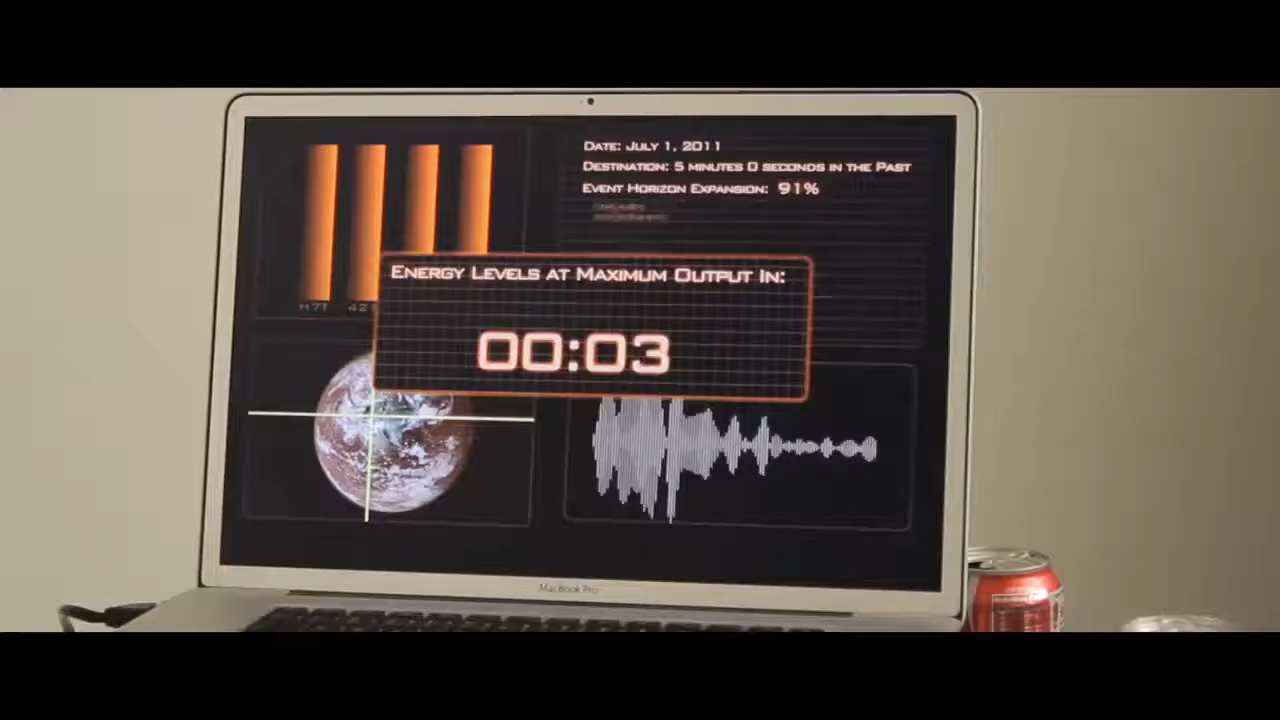 DATE: JULY 1, 2011
DESTINATION: 5 MINUTES 0 SECONDS IN THE PAST
EVENT HORIZON EXPANSION: 91%
ENERGY LEVELS AT MAXIMUM OUTPUT IN:
00:03
H7T
MacBook Pro